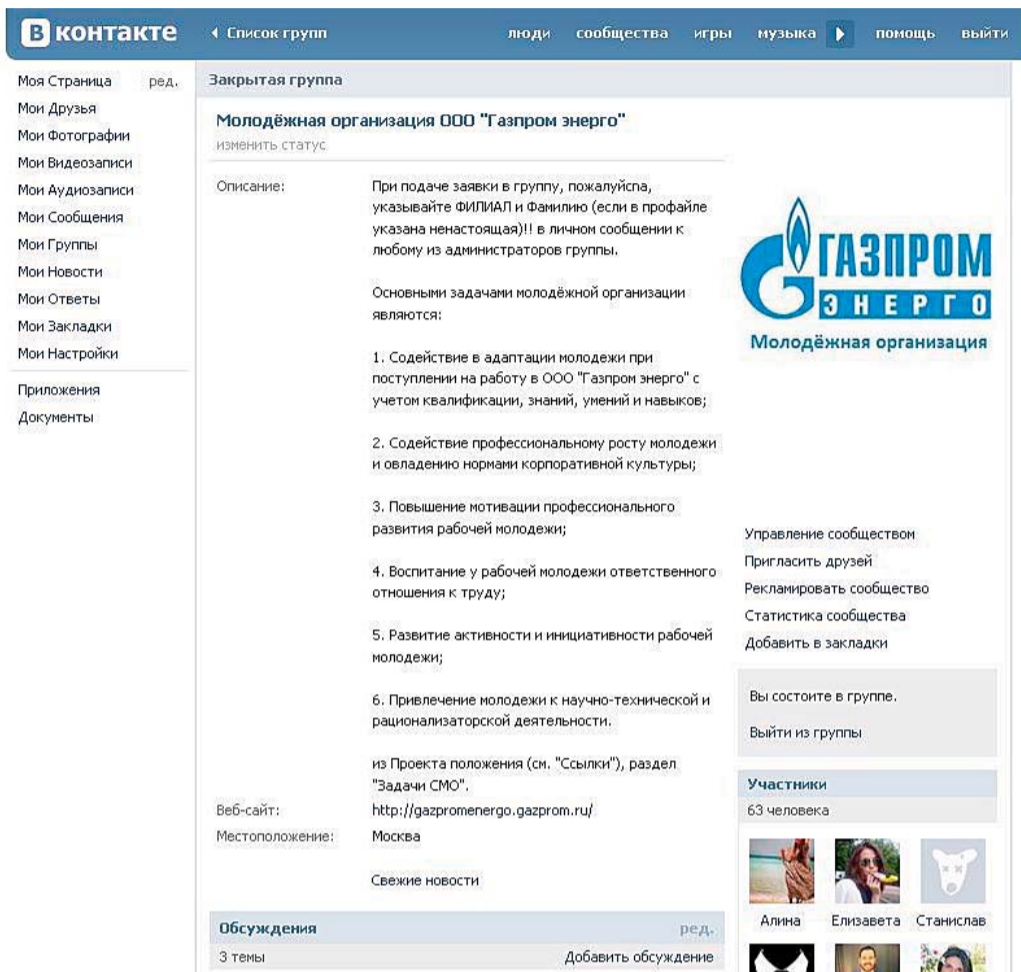 В контакте
Список групп
люди сообщества игры музыка помощь выйти
Моя Страница ред.
Мои Друзья
Мои Фотографии
Мои Видеозаписи
Мои Аудиозаписи
Мои Сообщения
Мои Группы
Мои Новости
Мои Ответы
Мои Закладки
Мои Настройки
Приложения
Документы
Закрытая группа
Молодёжная организация ООО "Газпром энерго"
изменить статус
Описание:
При подаче заявки в группу, пожалуйспа,
указывайте ФИЛИАЛ и Фамилию (если в профайле
указана ненастоящая)!! в личном сообщении к
любому из администраторов группы.
Основными задачами молодёжной организации
являются:
1. Содействие в адаптации молодежи при
поступлении на работу в ООО "Газпром энерго" с
учетом квалификации, знаний, умений и навыков;
2. Содействие профессиональному росту молодежи
и овладению нормами корпоративной культуры;
3. Повышение мотивации профессионального
развития рабочей молодежи;
4. Воспитание у рабочей молодежи ответственного
отношения к труду;
5. Развитие активности и инициативности рабочей
молодежи;
6. Привлечение молодежи к научно-технической и
рационализаторской деятельности.
из Проекта положения (см. "Ссылки"), раздел
"Задачи СМО".
Веб-сайт: http://gazpromenergo.gazprom.ru/
Местоположение: Москва
Свежие новости
Обсуждения ред.
3 темы Добавить обсуждение
ГАЗПРОМ
ЭНЕРГО
Молодёжная организация
Управление сообществом
Пригласить друзей
Рекламировать сообщество
Статистика сообщества
Добавить в закладки
Вы состоите в группе.
Выйти из группы
Участники
63 человека
Алина Елизавета Станислав